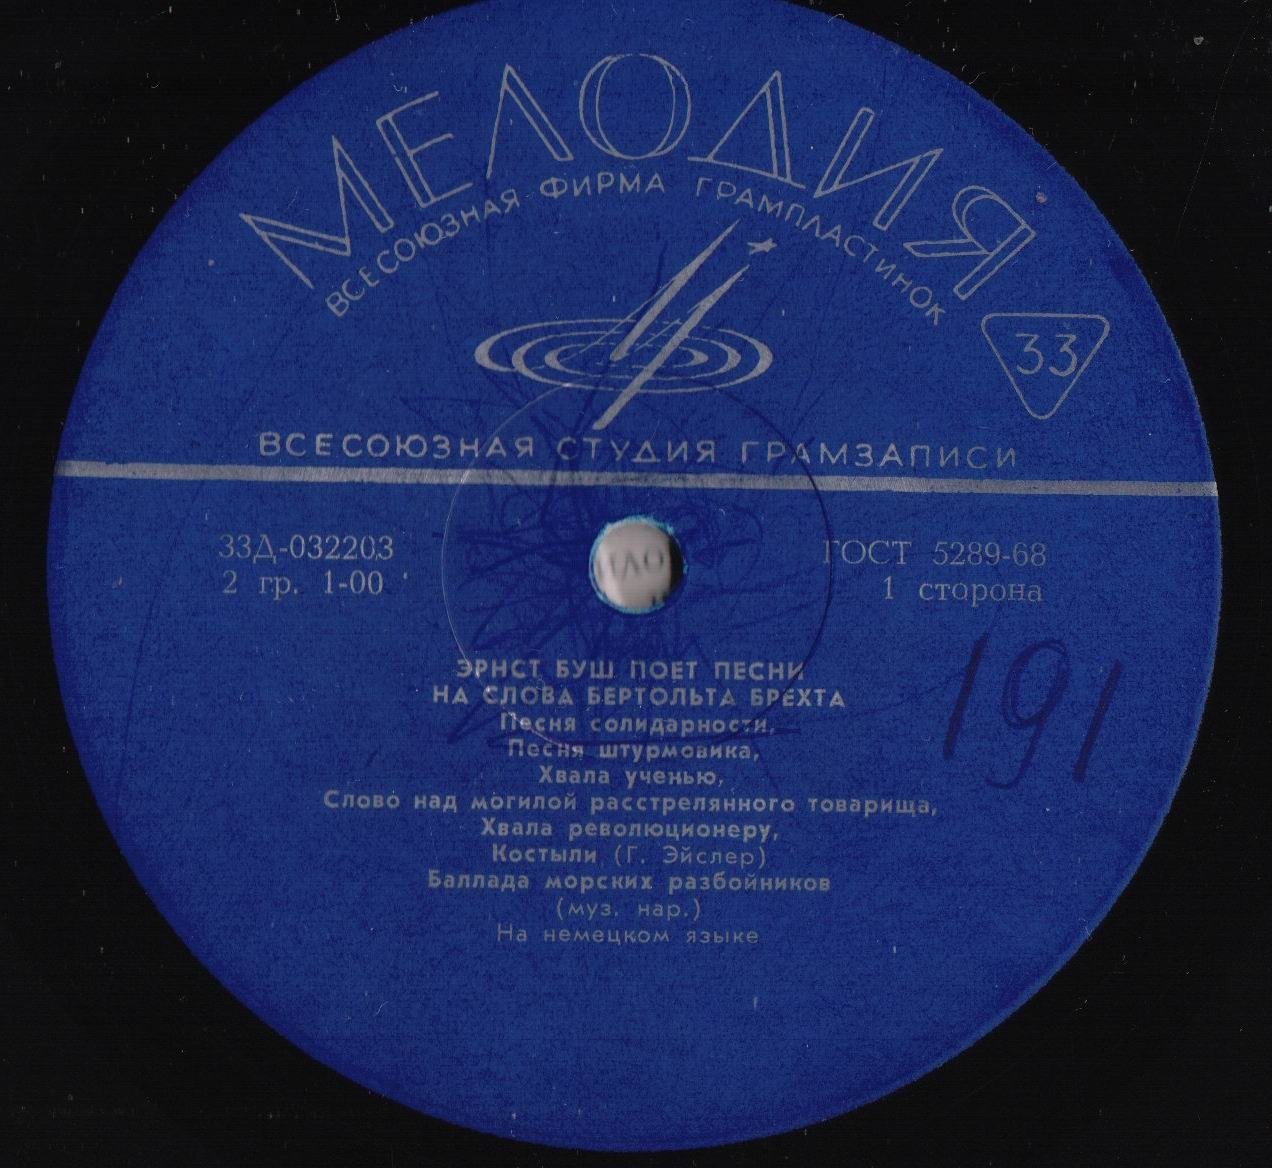 МЕЛОДИЯ
ВСЕСОЮЗНАЯ ФИРМА ГРАМПЛАСТИНОК
33
ВСЕСОЮЗНАЯ СТУДИЯ ГРАМЗАПИСИ
33Д-032203
2 гр. 1-00
ГОСТ 5289-68
1 сторона
191
ЭРНСТ БУШ ПОЕТ ПЕСНИ
НА СЛОВА БЕРТОЛЬТА БРЕХТА
Песня солидарности,
Песня штурмовика,
Хвала ученью,
Слово над могилой расстрелянного товарища,
Хвала революционеру,
Костыли (Г. Эйслер)
Баллада морских разбойников
(муз. нар.)
На немецком языке